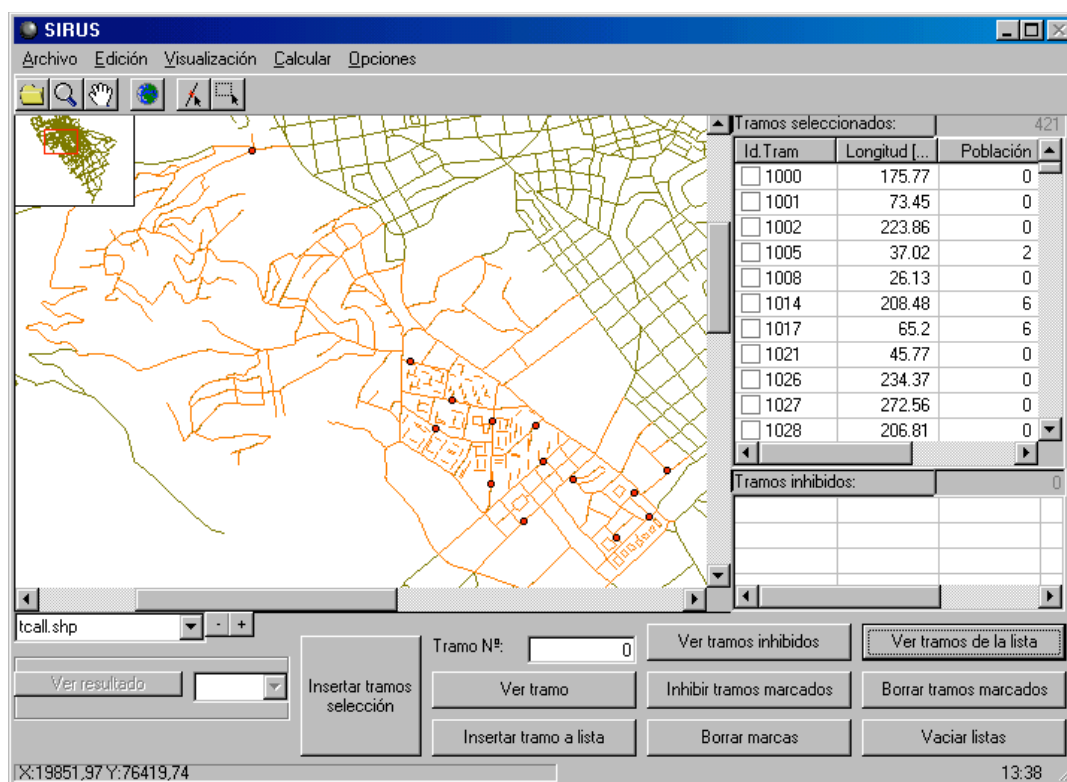 SIRUS
Archivo Edición Visualización Calcular Opciones
Tramos seleccionados: 421
Id.Tram Longitud [... Población
1000 175.77 0
1001 73.45 0
1002 223.86 0
1005 37.02 2
1008 26.13 0
1014 208.48 6
1017 65.2 6
1021 45.77 0
1026 234.37 0
1027 272.56 0
1028 206.81 0
Tramos inhibidos: 0
tcall.shp - +
Ver resultado
Insertar tramos
selección
Tramo Nº: 0
Ver tramo
Insertar tramo a lista
Ver tramos inhibidos
Inhibir tramos marcados
Borrar marcas
Ver tramos de la lista
Borrar tramos marcados
Vaciar listas
X:19851,97 Y:76419,74
13:38